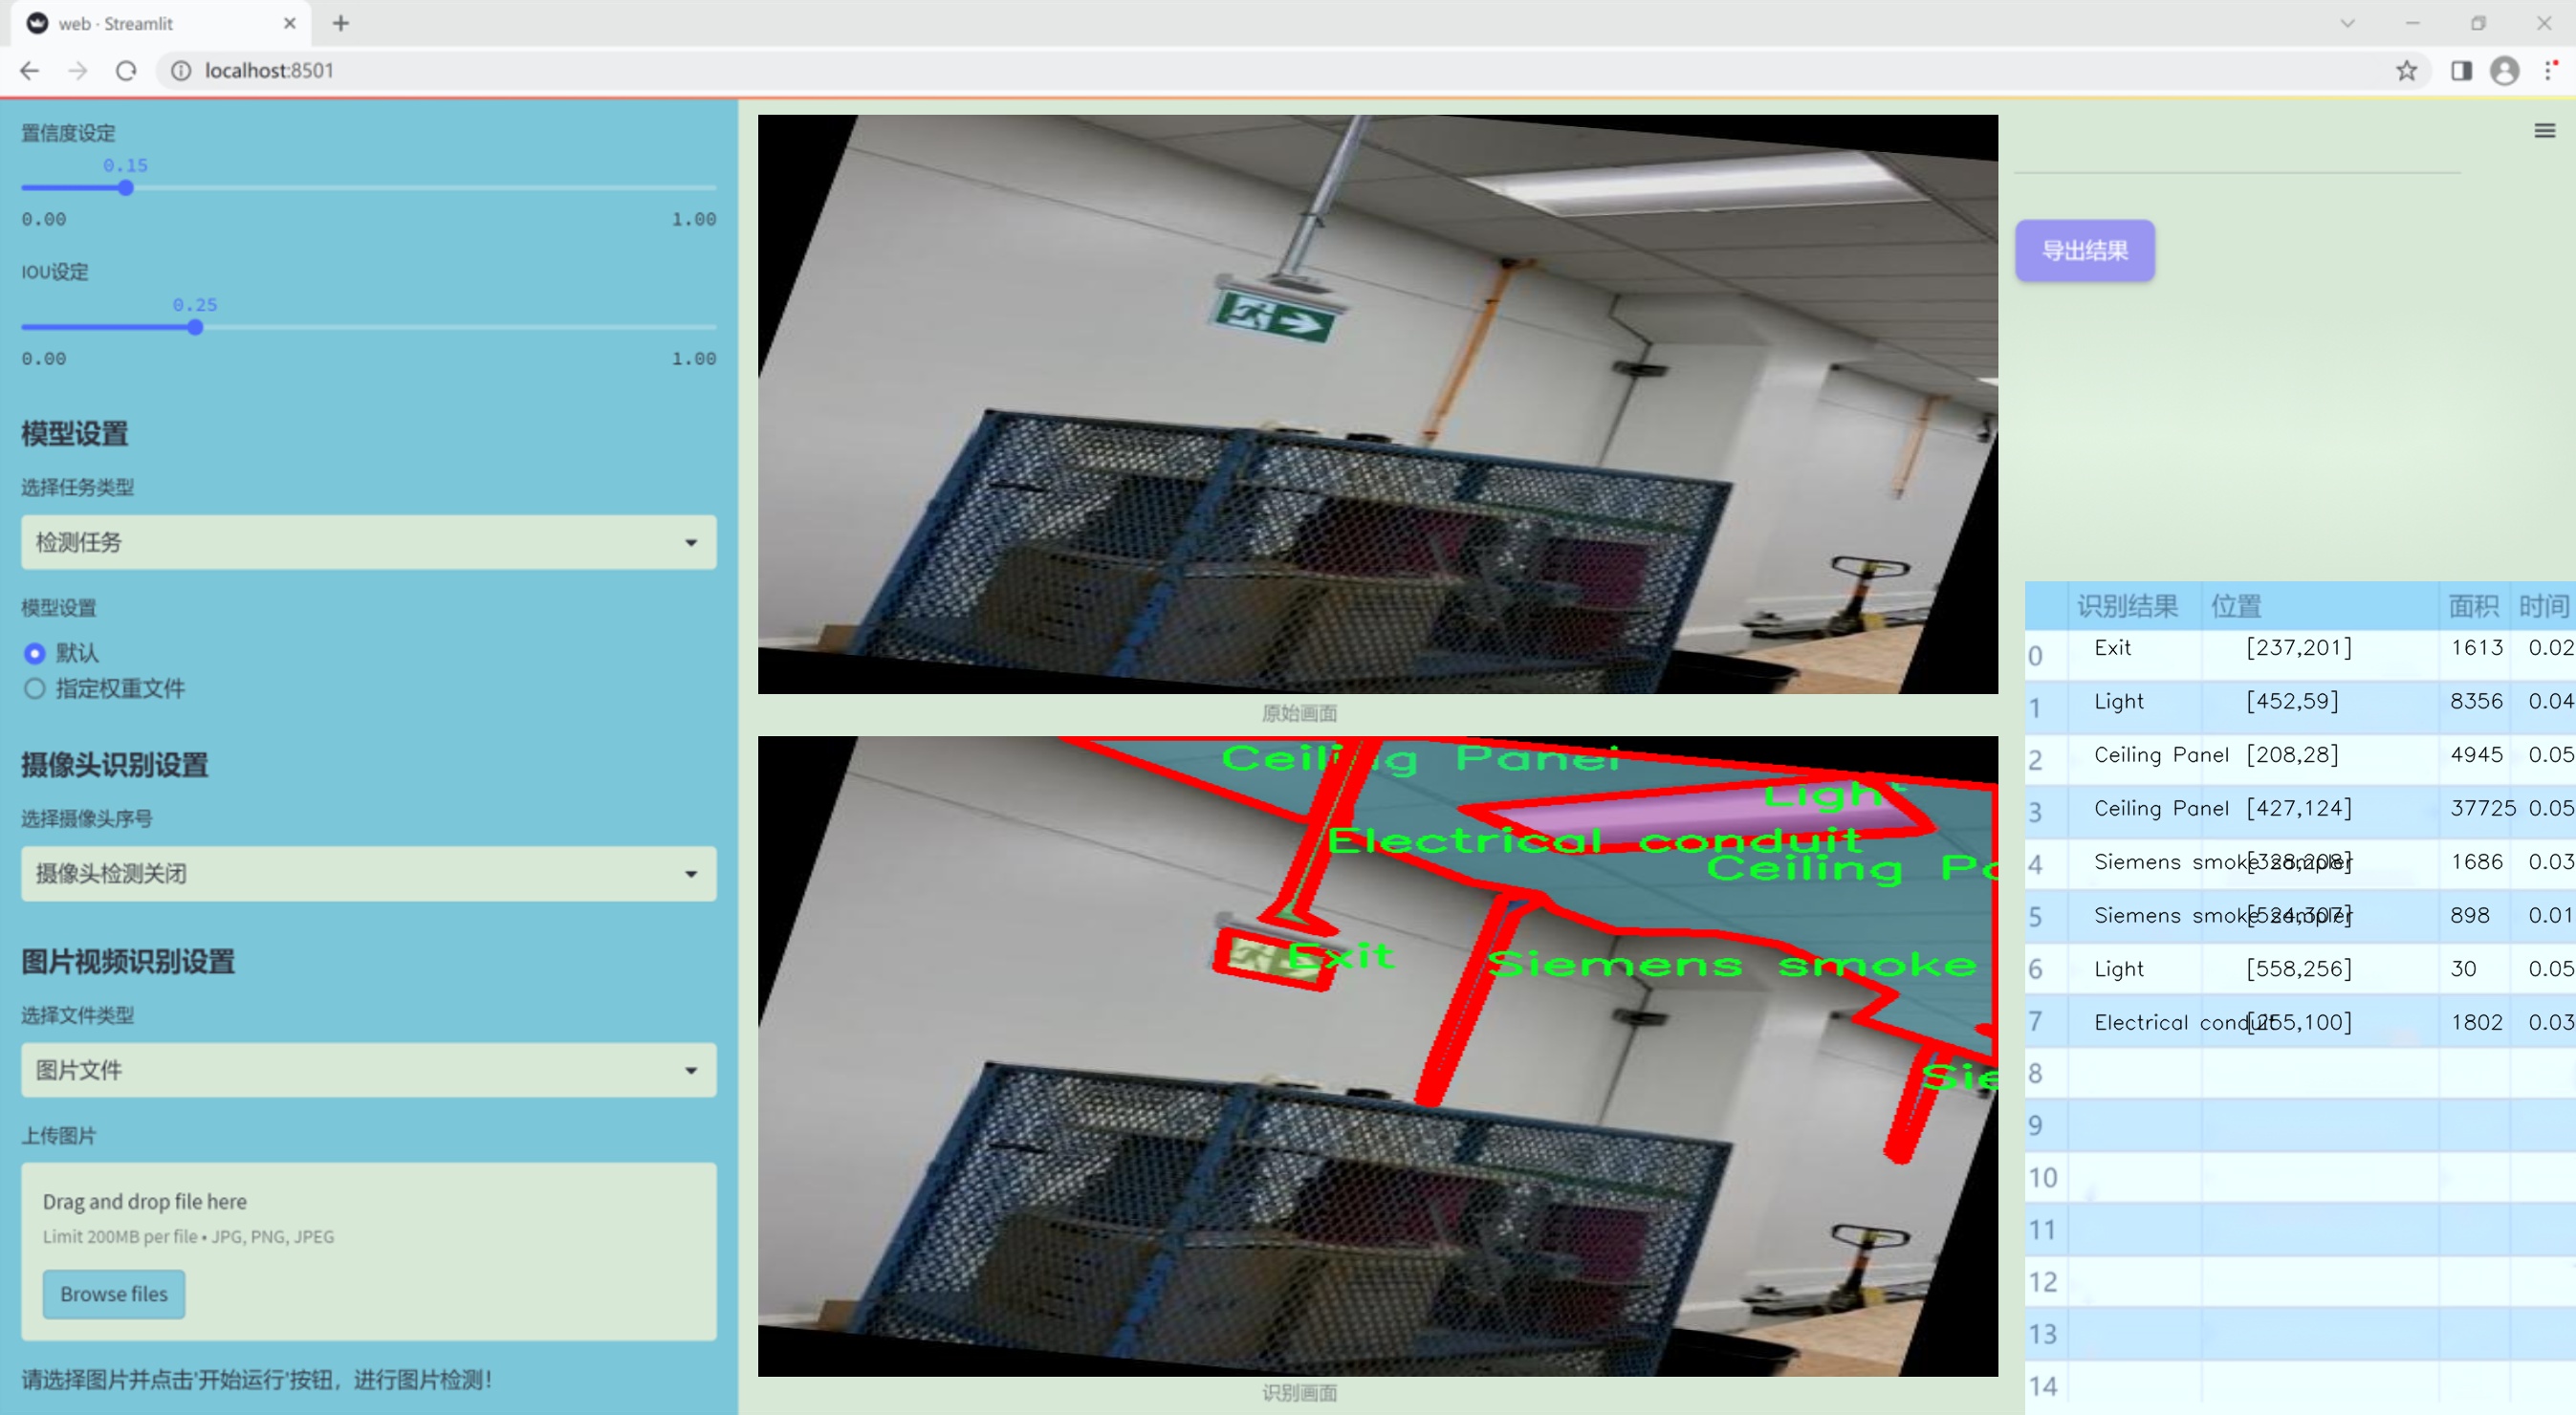 web · Streamlit
localhost:8501
置信度设定
0.15
0.00 1.00
IOU设定
0.25
0.00 1.00
模型设置
选择任务类型
检测任务
模型设置
默认
指定权重文件
摄像头识别设置
选择摄像头序号
摄像头检测关闭
图片视频识别设置
选择文件类型
图片文件
上传图片
Drag and drop file here
Limit 200MB per file • JPG, PNG, JPEG
Browse files
请选择图片并点击'开始运行'按钮，进行图片检测!
原始画面
Ceiling Panel
Light
Electrical conduit
Ceiling Pa
Exit
Siemens smoke
Sie
识别画面
导出结果
识别结果 位置 面积 时间
0 Exit [237,201] 1613 0.02
1 Light [452,59] 8356 0.04
2 Ceiling Panel [208,28] 4945 0.05
3 Ceiling Panel [427,124] 37725 0.05
4 Siemens smoke sampler [328,208] 1686 0.03
5 Siemens smoke sampler [524,307] 898 0.01
6 Light [558,256] 30 0.05
7 Electrical conduit [255,100] 1802 0.03
8
9
10
11
12
13
14